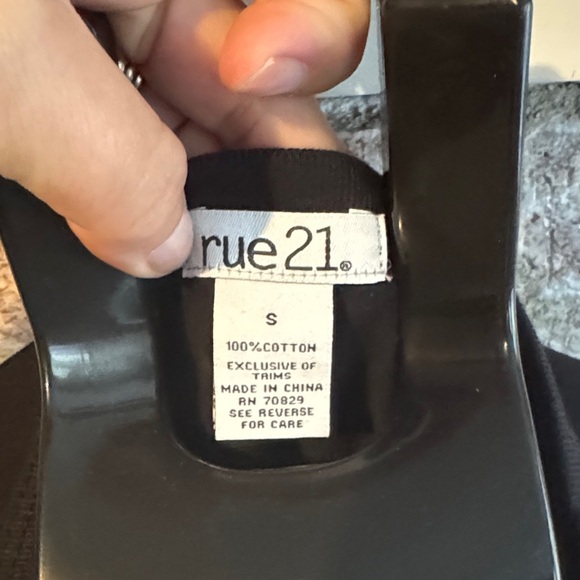 rue21®
S
100%COTTON
EXCLUSIVE OF
TRIMS
MADE IN CHINA
RN 70829
SEE REVERSE
FOR CARE